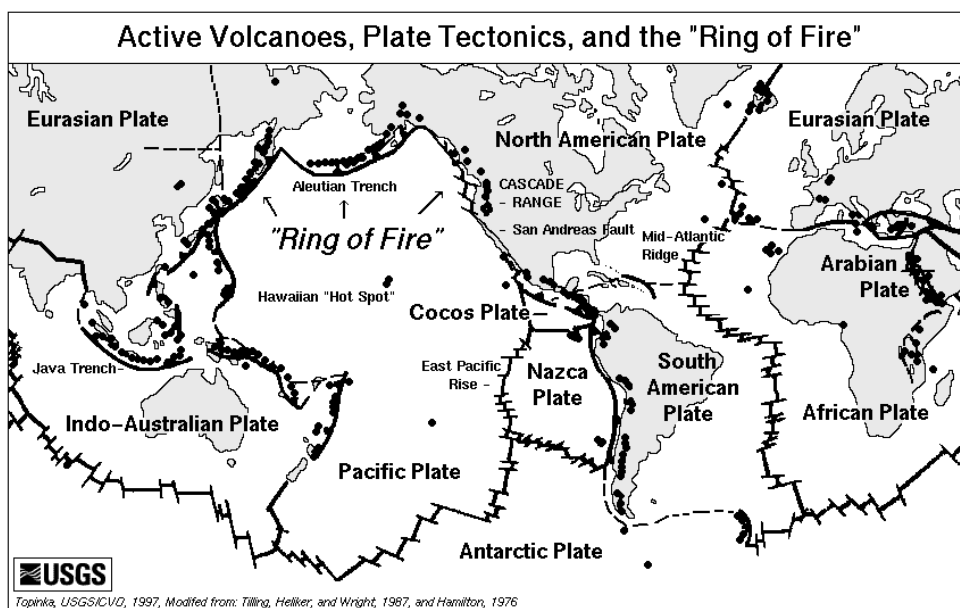 Active Volcanoes, Plate Tectonics, and the "Ring of Fire"
Eurasian Plate
North American Plate
Eurasian Plate
Aleutian Trench
CASCADE
RANGE
"Ring of Fire"
San Andreas Fault
Mid-Atlantic
Ridge
Arabian
Plate
Hawaiian "Hot Spot"
Cocos Plate
Java Trench
East Pacific
Rise
Nazca
Plate
South
American
Plate
Indo-Australian Plate
African Plate
Pacific Plate
Antarctic Plate
USGS
Topinka, USGS/CVO, 1997, Modifed from: Tilling, Heliker, and Wright, 1987, and Hamilton, 1976